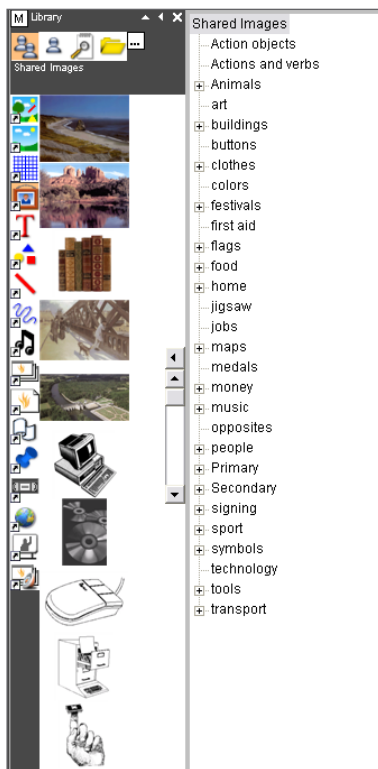 M Library
...
Shared Images
Shared Images
Action objects
Actions and verbs
Animals
art
buildings
buttons
clothes
colors
festivals
first aid
flags
food
home
jigsaw
jobs
maps
medals
money
music
opposites
people
Primary
Secondary
signing
sport
symbols
technology
tools
transport
T